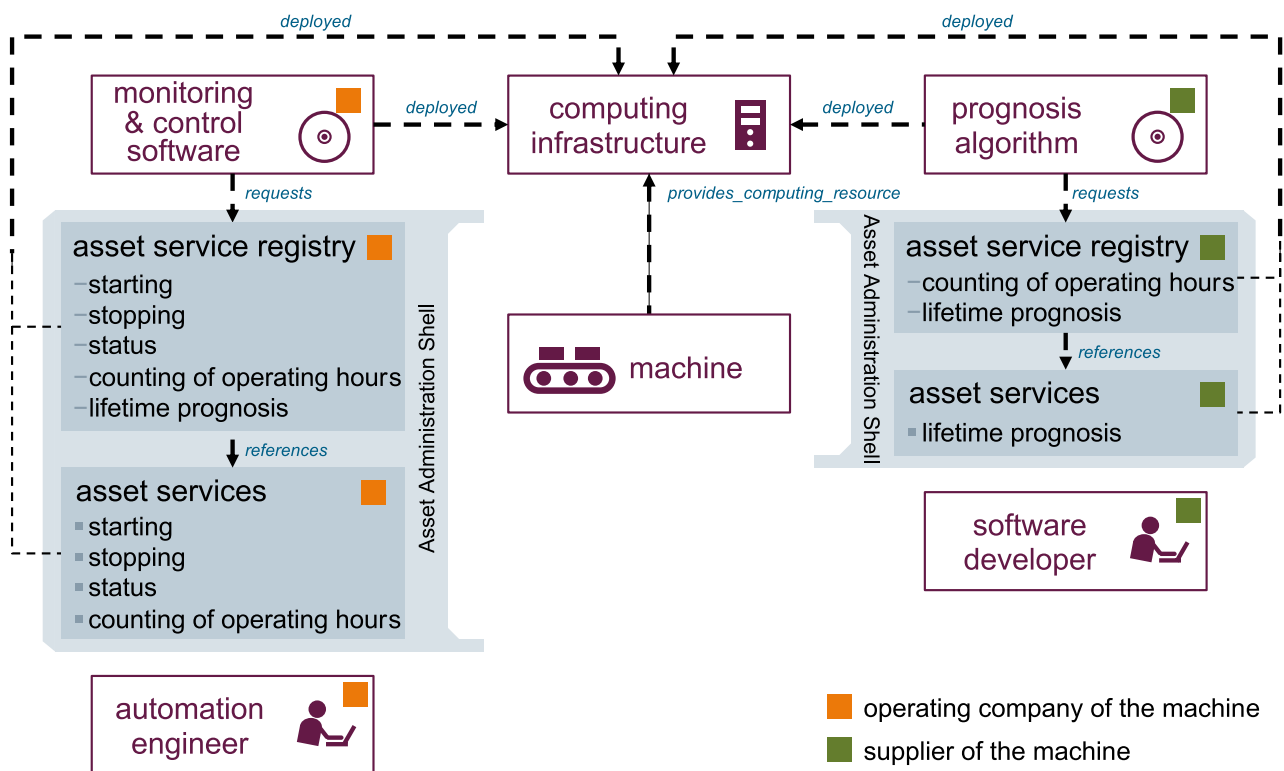 deployed
deployed
monitoring
& control
software
deployed
computing
infrastructure
deployed
prognosis
algorithm
requests
provides_computing_resource
requests
asset service registry
–starting
–stopping
–status
–counting of operating hours
–lifetime prognosis
references
asset services
▪ starting
▪ stopping
▪ status
▪ counting of operating hours
Asset Administration Shell
machine
Asset Administration Shell
asset service registry
–counting of operating hours
–lifetime prognosis
references
asset services
▪ lifetime prognosis
software
developer
automation
engineer
operating company of the machine
supplier of the machine